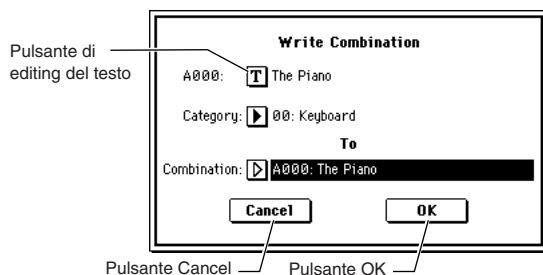 Write Combination
Pulsante di
editing del testo
A000: T The Piano
Category: 00: Keyboard
To
Combination: A000: The Piano
Cancel OK
Pulsante Cancel Pulsante OK